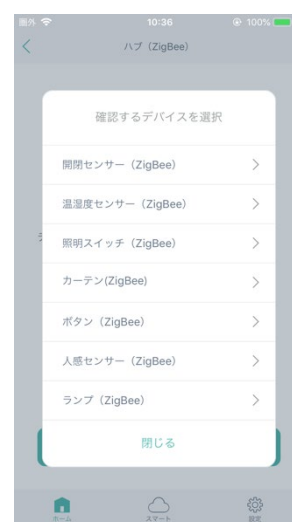 圏外 10:36 100%
ハブ（ZigBee）
確認するデバイスを選択
開閉センサー（ZigBee）
温湿度センサー（ZigBee）
照明スイッチ（ZigBee）
カーテン(ZigBee)
ボタン（ZigBee）
人感センサー（ZigBee）
ランプ（ZigBee）
閉じる
ホーム スマート 設定